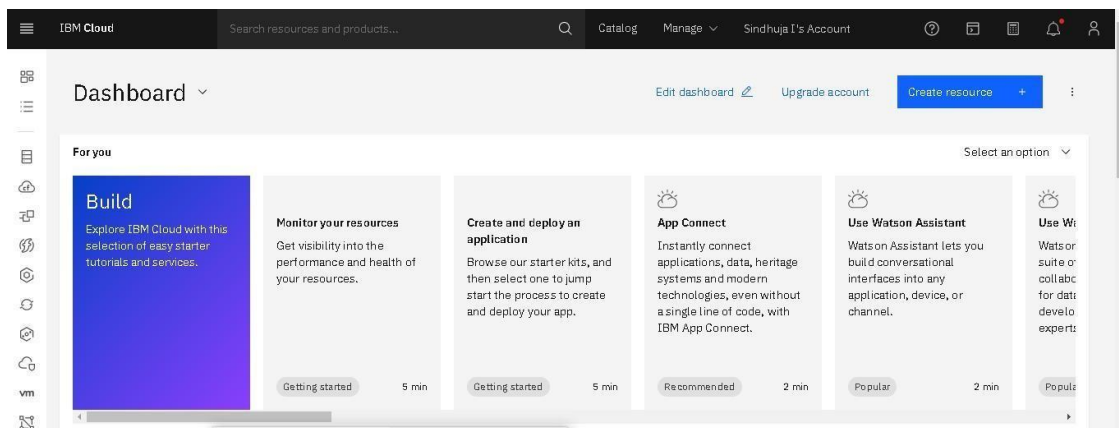 IBM Cloud
Search resources and products...
Catalog
Manage
Sindhuja I's Account
Dashboard
Edit dashboard
Upgrade account
Create resource +
For you
Select an option
Build
Explore IBM Cloud with this
selection of easy starter
tutorials and services.
Monitor your resources
Get visibility into the
performance and health of
your resources.
Getting started
5 min
Create and deploy an
application
Browse our starter kits, and
then select one to jump
start the process to create
and deploy your app.
Getting started
5 min
App Connect
Instantly connect
applications, data, heritage
systems and modern
technologies, even without
a single line of code, with
IBM App Connect.
Recommended
2 min
Use Watson Assistant
Watson Assistant lets you
build conversational
interfaces into any
application, device, or
channel.
Popular
2 min
Use
suite
for
vm